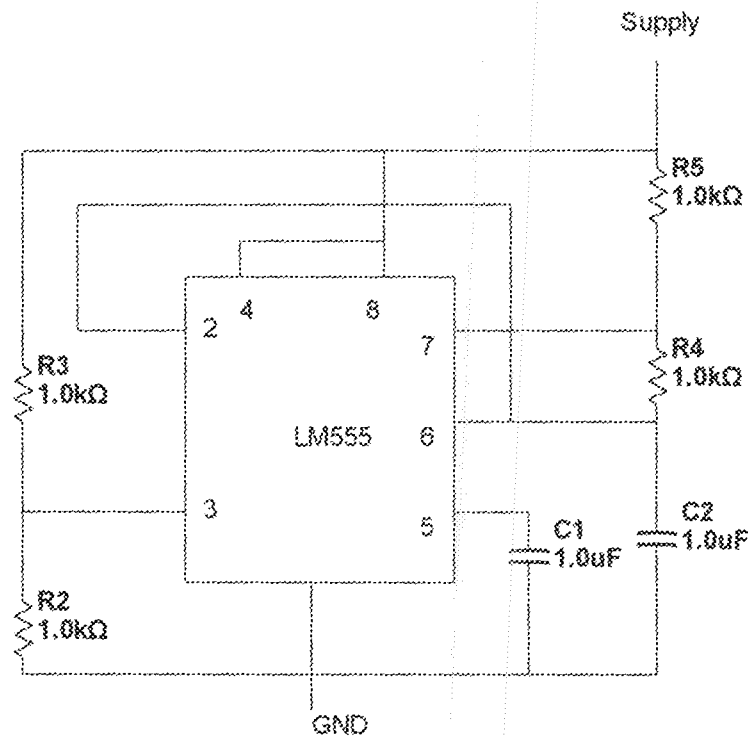 Supply
R5
1.0kΩ
4
8
2
7
R3
1.0kΩ
R4
1.0kΩ
LM555
6
3
5
C1
1.0uF
C2
1.0uF
R2
1.0kΩ
GND